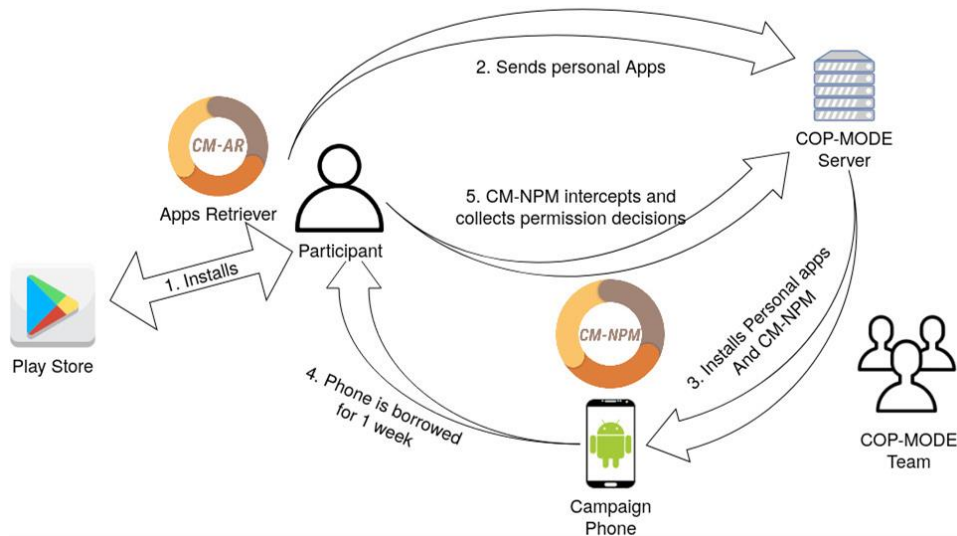 2. Sends personal Apps
COP-MODE
Server
CM-AR
Apps Retriever
Participant
5. CM-NPM intercepts and
collects permission decisions
1. Installs
Play Store
3. Installs Personal apps
And CM-NPM
CM-NPM
4. Phone is borrowed
for 1 week
COP-MODE
Team
Campaign
Phone